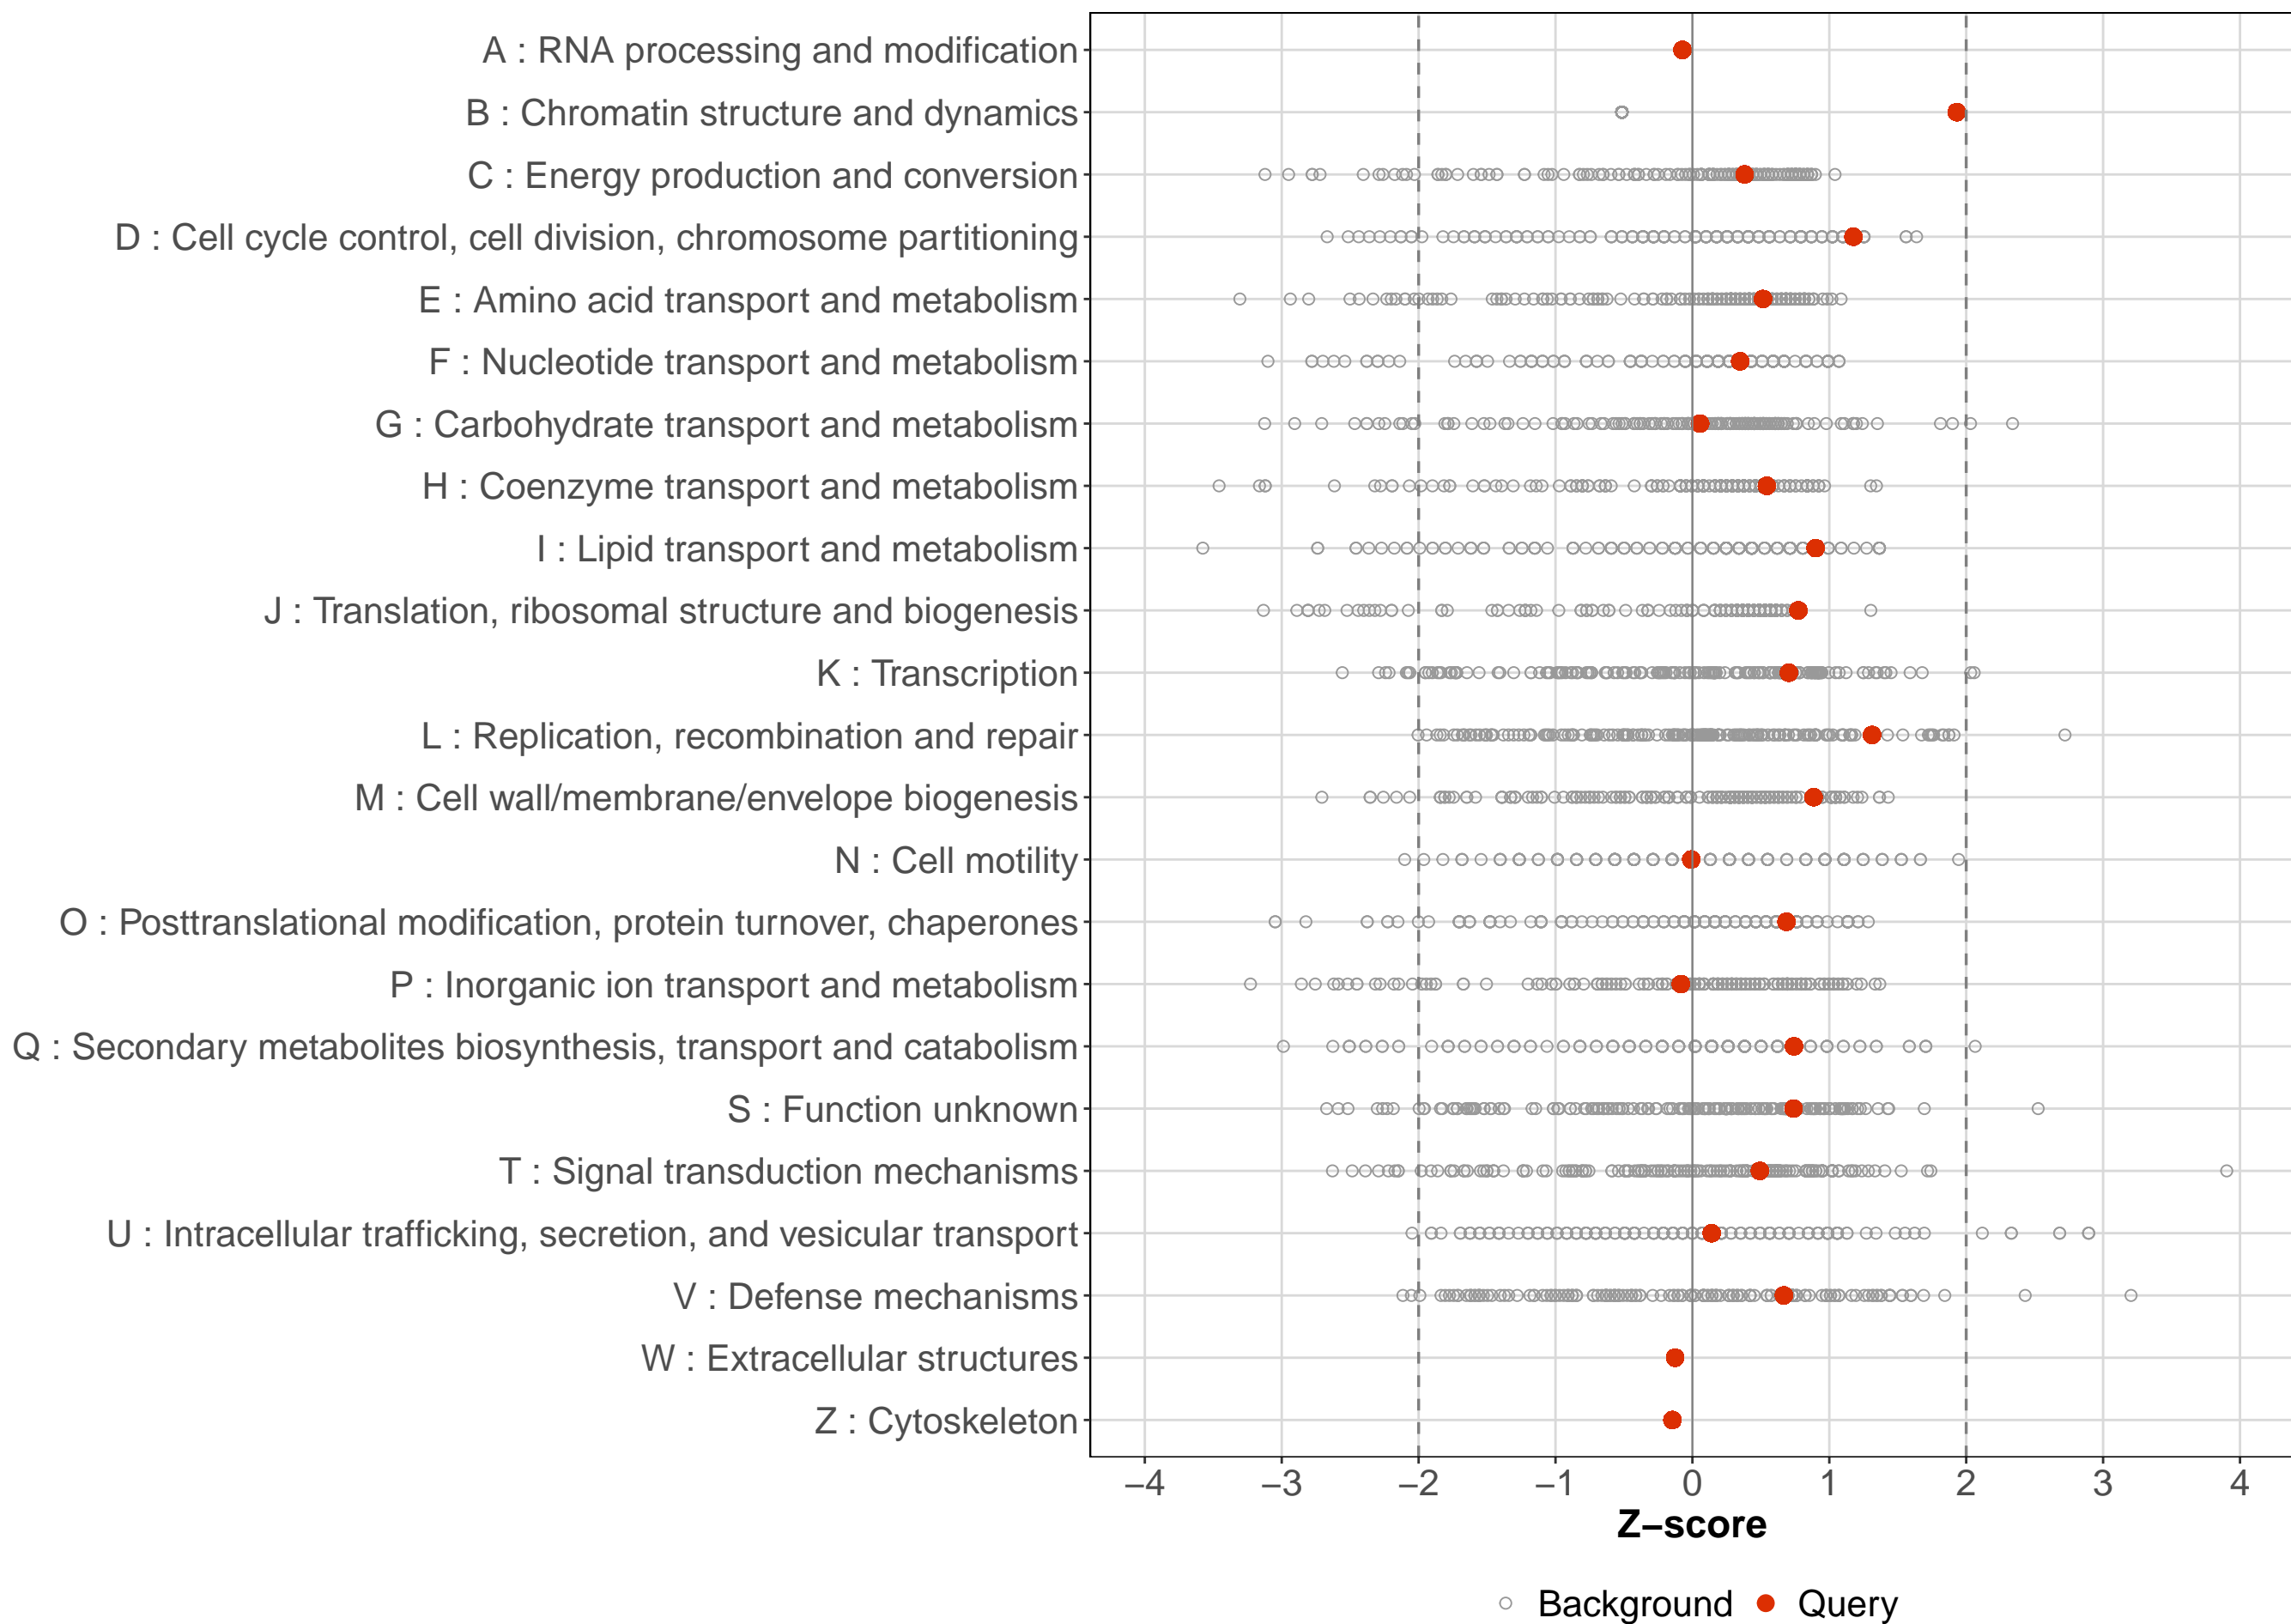 A : RNA processing and modification
B : Chromatin structure and dynamics
C : Energy production and conversion
D : Cell cycle control, cell division, chromosome partitioning
E : Amino acid transport and metabolism
F : Nucleotide transport and metabolism
G : Carbohydrate transport and metabolism
H : Coenzyme transport and metabolism
I : Lipid transport and metabolism
J : Translation, ribosomal structure and biogenesis
K : Transcription
L : Replication, recombination and repair
M : Cell wall/membrane/envelope biogenesis
N : Cell motility
O : Posttranslational modification, protein turnover, chaperones
P : Inorganic ion transport and metabolism
Q : Secondary metabolites biosynthesis, transport and catabolism
S : Function unknown
T : Signal transduction mechanisms
U : Intracellular trafficking, secretion, and vesicular transport
V : Defense mechanisms
W : Extracellular structures
Z : Cytoskeleton
−4 −3 −2 −1 0 1 2 3 4
Z−score
Background Query